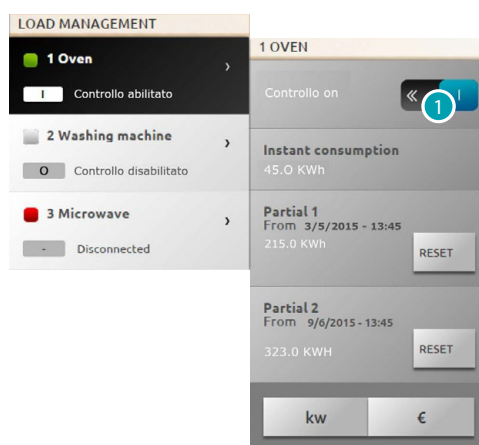 LOAD MANAGEMENT
1 Oven
I Controllo abilitato
2 Washing machine
O Controllo disabilitato
3 Microwave
- Disconnected
1 OVEN
Controllo on
« 1 I
Instant consumption
45.0 KWh
Partial 1
From 3/5/2015 - 13:45
215.0 KWh
RESET
Partial 2
From 9/6/2015 - 13:45
323.0 KWH
RESET
kw €